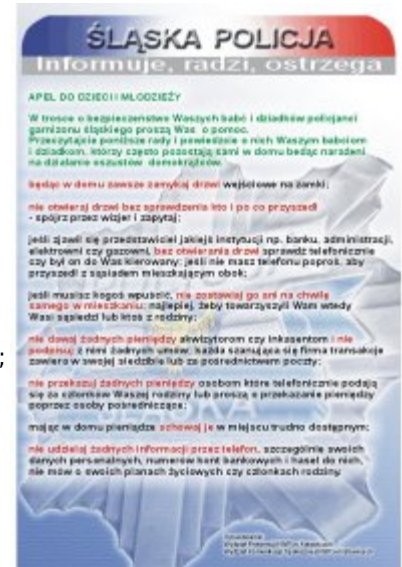 ŚLĄSKA POLICJA
Informuje, radzi, ostrzega
APEL DO DZIECI I MŁODZIEŻY
W trosce o bezpieczeństwo Waszych babć i dziadków policjanci
garnizonu śląskiego proszą Was o pomoc.
Przeczytajcie poniższe rady i powiedzcie o nich Waszym babciom
i dziadkom, którzy często pozostają sami w domu będąc narażeni
na działanie oszustów
będąc w domu zawsze zamykaj drzwi wejściowe na zamki;
nie otwieraj drzwi bez sprawdzenia kto i po co przyszedł
- spójrz przez wizjer i zapytaj;
jeśli zjawił się przedstawiciel jakiejś instytucji np. banku, administracji,
elektrowni czy gazowni, bez otwierania drzwi sprawdź telefonicznie
czy był on do Was kierowany; jeśli nie masz telefonu poproś, aby
przyszedł z sąsiadem mieszkającym obok;
jeśli musisz kogoś wpuścić, nie zostawiaj go ani na chwilę
samego w mieszkaniu; najlepiej, żeby towarzyszyli Wam wtedy
Wasi sąsiedzi lub ktoś z rodziny;
;
nie dawaj żadnych pieniędzy akwizytorom czy inkasentom i nie
podpisuj z nimi żadnych umów; każda szanująca się firma transakcje
zawiera w swojej siedzibie lub za pośrednictwem poczty;
nie przekazuj żadnych pieniędzy osobom które telefonicznie podają
się za członków Waszej rodziny lub proszą o przekazanie pieniędzy
poprzez osoby pośredniczące;
mając w domu pieniądze schowaj je w miejscu trudno dostępnym;
nie udzielaj żadnych informacji przez telefon, szczególnie swoich
danych personalnych, numerów kont bankowych i haseł do nich,
nie mów o swoich planach życiowych czy członkach rodziny